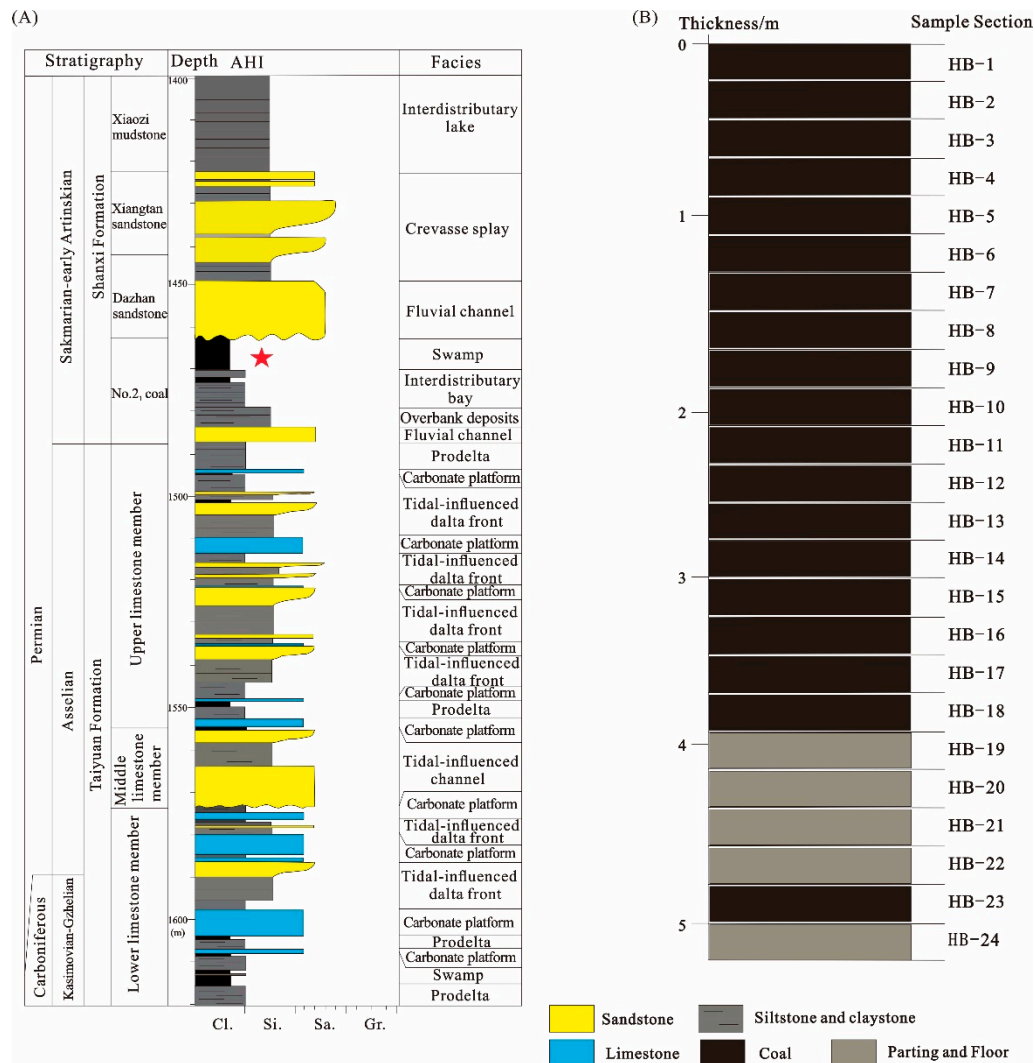 (A)
Stratigraphy
Depth
AHI
Facies
Permian
Carboniferous
Sakmarian-early Artinskian
Asselian
Kasimovian-Gzhelian
Shanxi Formation
Taiyuan Formation
Xiaozi
mudstone
Xiangtan
sandstone
Dazhan
sandstone
No.2, coal
Upper limestone member
Middle
limestone
member
Lower limestone member
1400
1450
1500
1550
1600
(m)
Interdistributary
lake
Crevasse splay
Fluvial channel
Swamp
Interdistributary
bay
Overbank deposits
Fluvial channel
Prodelta
Carbonate platform
Tidal-influenced
dalta front
Carbonate platform
Tidal-influenced
dalta front
Carbonate platform
Tidal-influenced
dalta front
Carbonate platform
Tidal-influenced
dalta front
Carbonate platform
Prodelta
Carbonate platform
Tidal-influenced
channel
Carbonate platform
Tidal-influenced
dalta front
Carbonate platform
Tidal-influenced
dalta front
Carbonate platform
Prodelta
Carbonate platform
Swamp
Prodelta
Cl.
Si.
Sa.
Gr.
(B)
Thickness/m
Sample Section
0
1
2
3
4
5
HB-1
HB-2
HB-3
HB-4
HB-5
HB-6
HB-7
HB-8
HB-9
HB-10
HB-11
HB-12
HB-13
HB-14
HB-15
HB-16
HB-17
HB-18
HB-19
HB-20
HB-21
HB-22
HB-23
HB-24
Sandstone
Siltstone and claystone
Limestone
Coal
Parting and Floor